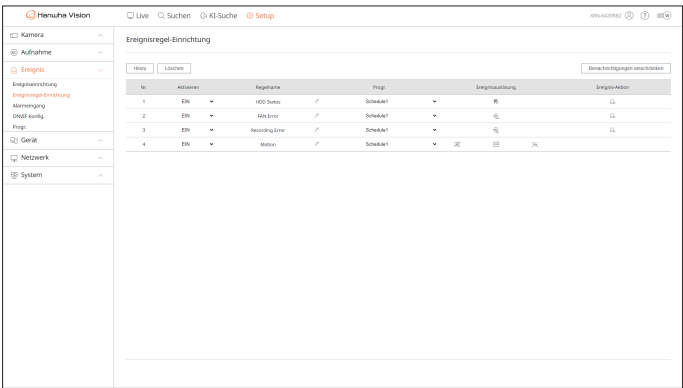 Hanwha Vision
Live Suchen KI-Suche Setup
XRN-6420RB2
Kamera
Aufnahme
Ereignis
Ereigniseinrichtung
Ereignisregel-Einrichtung
Alarmeingang
ONVIF Konfig.
Progr.
Gerät
Netzwerk
System
Ereignisregel-Einrichtung
Hinzu Löschen Benachrichtigungen einschränken
Nr. Aktivieren Regelname Progr. Ereignisauslösung Ereignis-Aktion
1 EIN HDD Status Schedule1
2 EIN FAN Error Schedule1
3 EIN Recording Error Schedule1
4 EIN Motion Schedule1